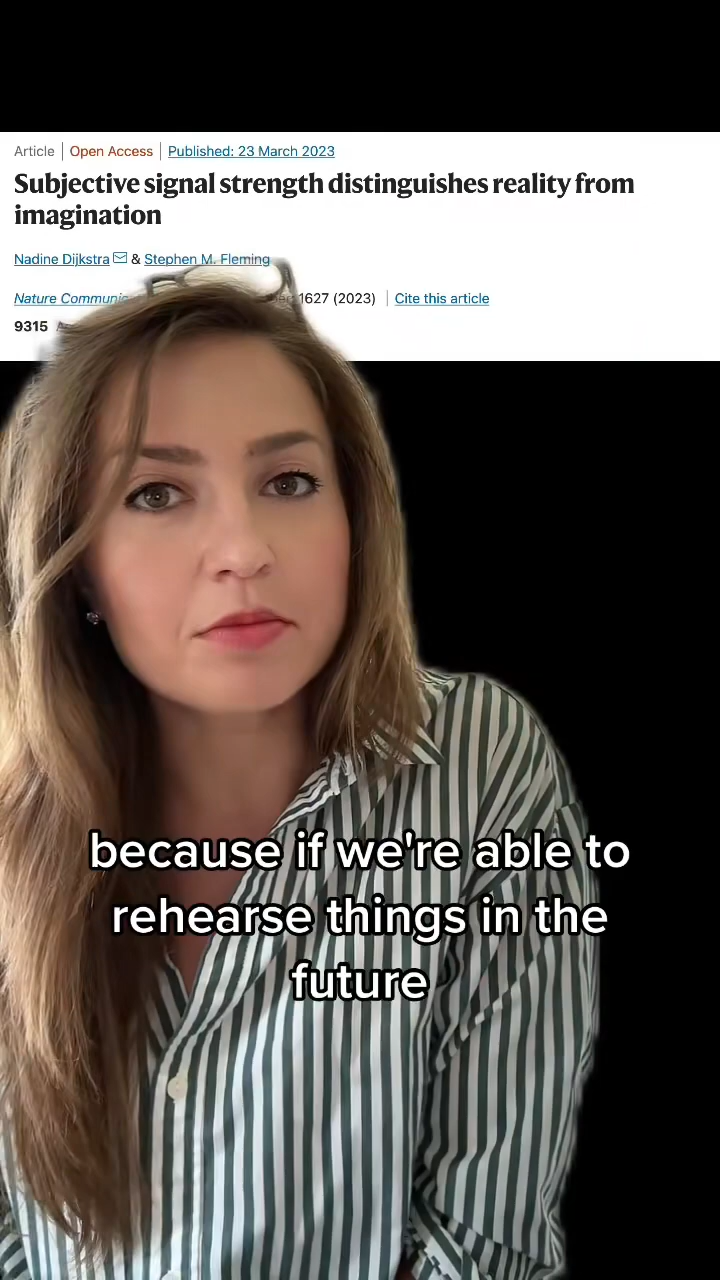 Article | Open Access | Published: 23 March 2023
Subjective signal strength distinguishes reality from
imagination
Nadine Dijkstra & Stephen M. Fleming
Nature 1627 (2023) | Cite this article
9315
because if we're able to
rehearse things in the
future